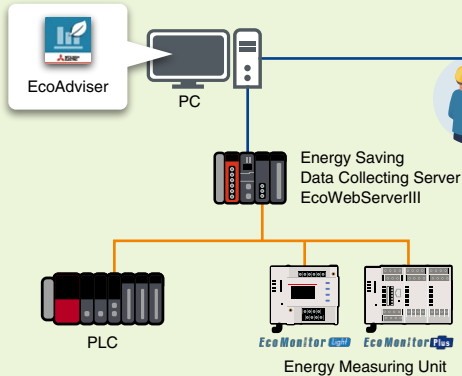 EcoAdviser
PC
Energy Saving
Data Collecting Server
EcoWebServerIII
PLC
EcoMonitor Light
EcoMonitor Plus
Energy Measuring Unit